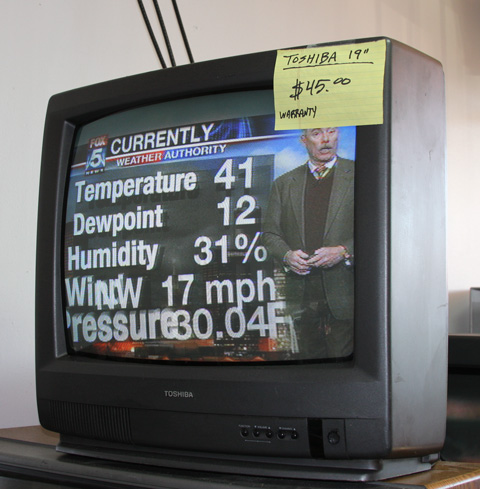 TOSHIBA 19"
$45.00
WARRANTY
FOX 5
CURRENTLY
WEATHER AUTHORITY
Temperature 41
Dewpoint 12
Humidity 31%
Wind NW 17 mph
Pressure 30.04F
TOSHIBA